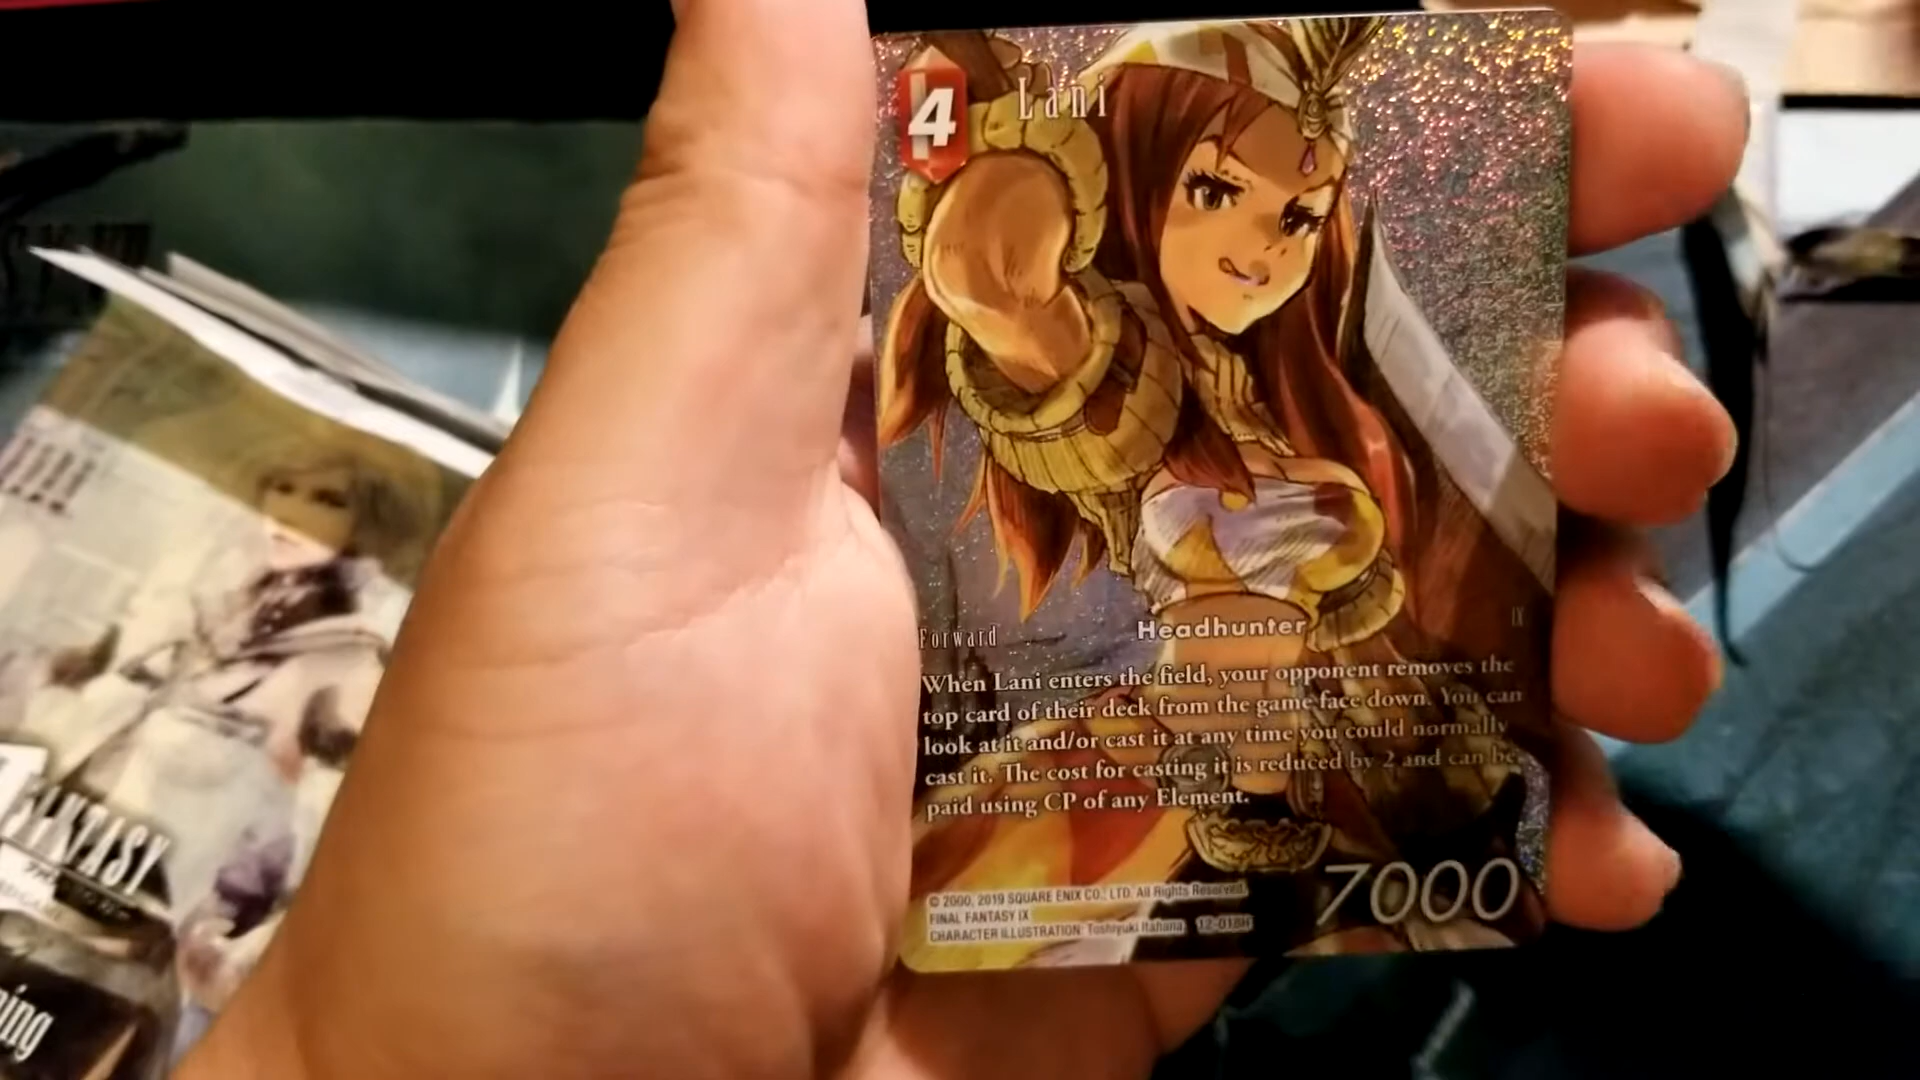 4
Lani
IX
Forward
Headhunter
When Lani enters the field, your opponent removes the
top card of their deck from the game face down. You can
look at it and/or cast it at any time you could normally
cast it. The cost for casting it is reduced by 2 and can be
paid using CP of any Element.
7000
© 2000, 2019 SQUARE ENIX CO., LTD. All Rights Reserved.
FINAL FANTASY IX
CHARACTER ILLUSTRATION: Toshiyuki Itahana 12-018H
FANTASY
ning